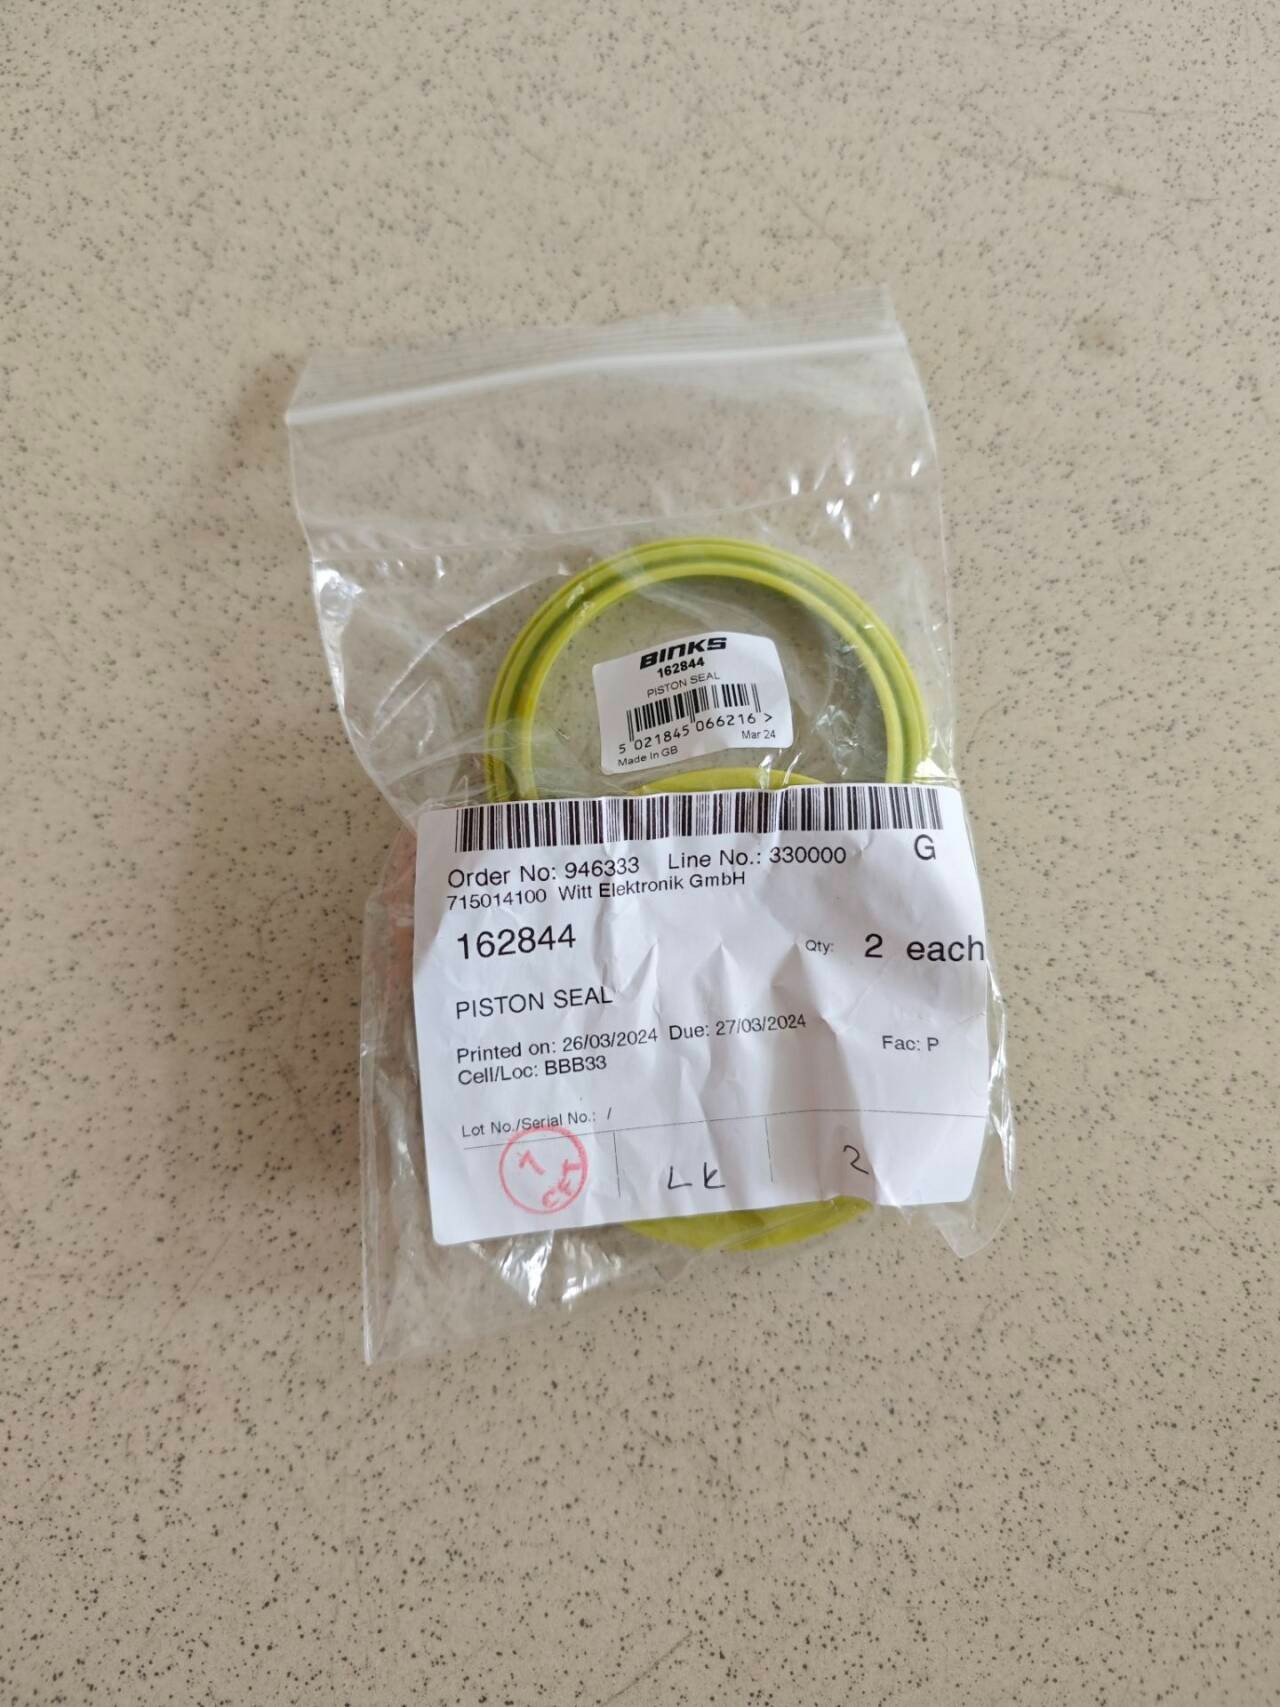 BINKS
162844
PISTON SEAL
5 021845 066216 >
Made in GB Mar 24
Order No: 946333 Line No.: 330000 G
715014100 Witt Elektronik GmbH
162844 Qty: 2 each
PISTON SEAL
Printed on: 26/03/2024 Due: 27/03/2024
Cell/Loc: BBB33 Fac: P
Lot No./Serial No.: /
LK 2